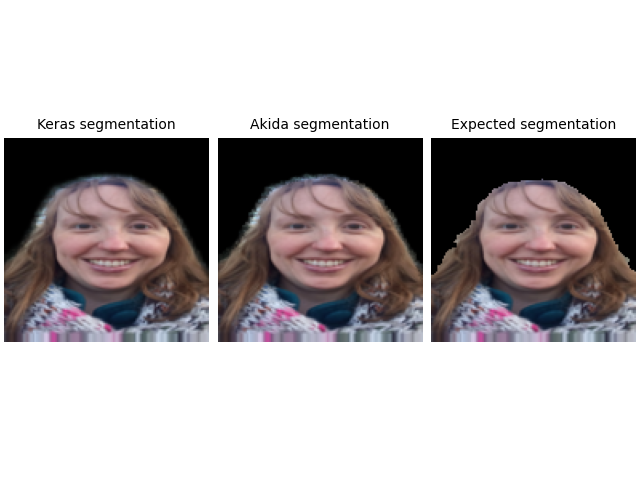 Keras segmentation
Akida segmentation
Expected segmentation